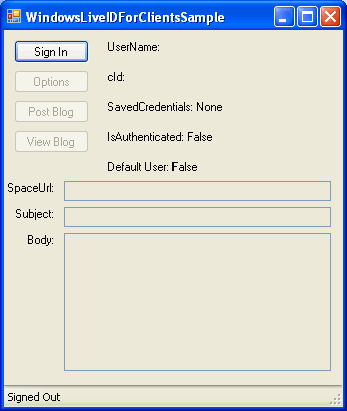 WindowsLiveIDForClientsSample
Sign In
UserName:
Options
cId:
Post Blog
SavedCredentials: None
View Blog
IsAuthenticated: False
Default User: False
SpaceUrl:
Subject:
Body:
Signed Out